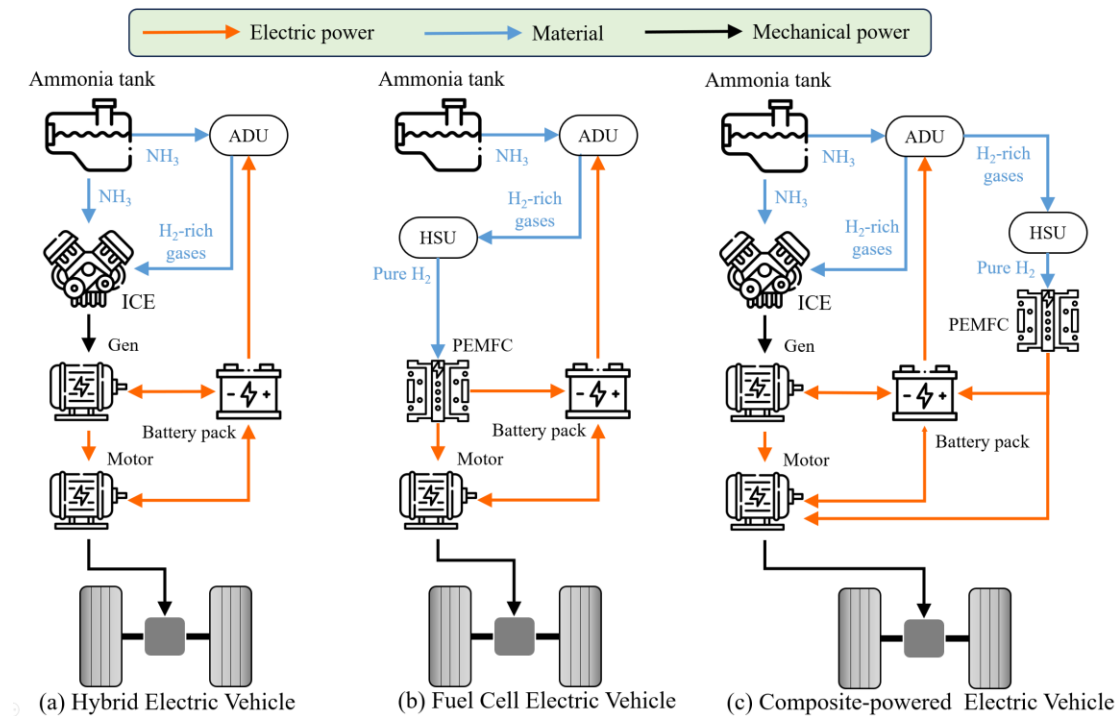 Electric power
Material
Mechanical power
Ammonia tank
ADU
NH₃
NH₃
H₂-rich
gases
ICE
Gen
- +
Battery pack
Motor
(a) Hybrid Electric Vehicle
Ammonia tank
ADU
NH₃
H₂-rich
gases
HSU
Pure H₂
PEMFC
- +
Battery pack
Motor
(b) Fuel Cell Electric Vehicle
Ammonia tank
ADU
NH₃
H₂-rich
gases
NH₃
H₂-rich
gases
HSU
Pure H₂
ICE
PEMFC
Gen
- +
Battery pack
Motor
(c) Composite-powered Electric Vehicle